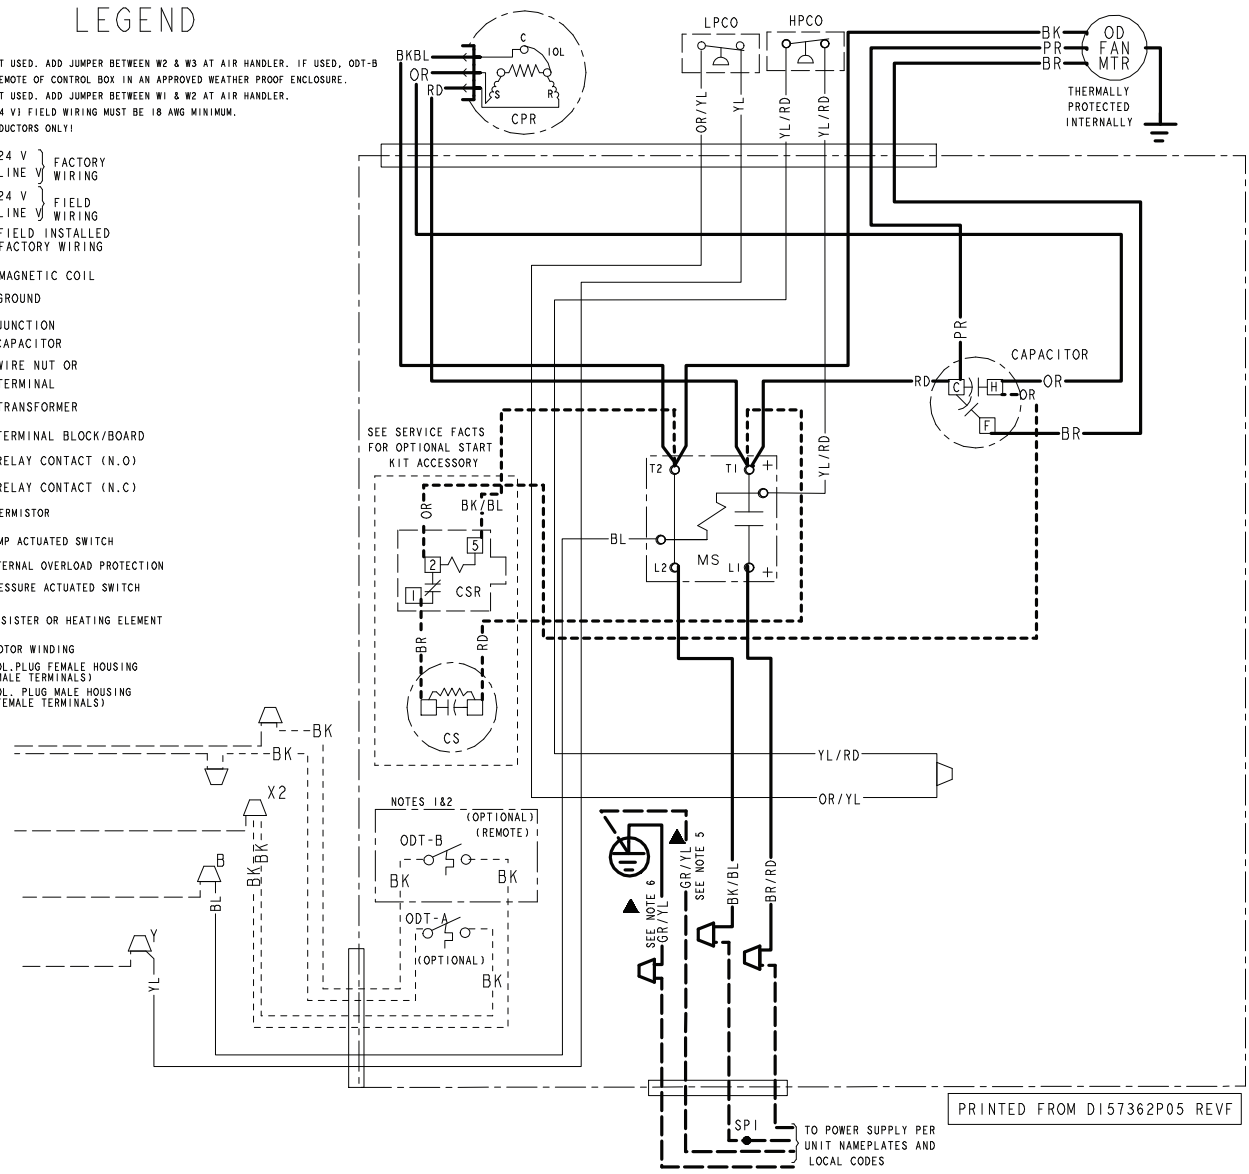 LEGEND
T USED. ADD JUMPER BETWEEN W2 & W3 AT AIR HANDLER. IF USED, ODT-B
EMOTE OF CONTROL BOX IN AN APPROVED WEATHER PROOF ENCLOSURE.
T USED. ADD JUMPER BETWEEN W1 & W2 AT AIR HANDLER.
4 V) FIELD WIRING MUST BE 18 AWG MINIMUM.
DUCTORS ONLY!
24 V
LINE V
FACTORY
WIRING
24 V
LINE V
FIELD
WIRING
FIELD INSTALLED
FACTORY WIRING
MAGNETIC COIL
GROUND
JUNCTION
CAPACITOR
WIRE NUT OR
TERMINAL
TRANSFORMER
TERMINAL BLOCK/BOARD
RELAY CONTACT (N.O)
RELAY CONTACT (N.C)
ERMISTOR
MP ACTUATED SWITCH
TERNAL OVERLOAD PROTECTION
ESSURE ACTUATED SWITCH
SISTER OR HEATING ELEMENT
OTOR WINDING
OL.PLUG FEMALE HOUSING
MALE TERMINALS)
OL. PLUG MALE HOUSING
FEMALE TERMINALS)
BKBL
OR
RD
C
IOL
S
R
CPR
LPCO
HPCO
OR/YL
YL
YL/RD
YL/RD
BK
PR
BR
OD
FAN
MTR
THERMALLY
PROTECTED
INTERNALLY
PR
CAPACITOR
RD
C
H
OR
OR
F
BR
SEE SERVICE FACTS
FOR OPTIONAL START
KIT ACCESSORY
OR
BK/BL
5
2
1
CSR
BR
RD
CS
T2
T1
+
YL/RD
BL
MS
L2
L1
+
BK
BK
X2
BK
BK
B
BL
Y
YL
NOTES 1&2
(OPTIONAL)
(REMOTE)
ODT-B
BK
BK
ODT-A
(OPTIONAL)
BK
YL/RD
OR/YL
GR/YL
SEE NOTE 5
SEE NOTE 6
GR/YL
BK/BL
BR/RD
SP1
TO POWER SUPPLY PER
UNIT NAMEPLATES AND
LOCAL CODES
PRINTED FROM D157362P05 REVF